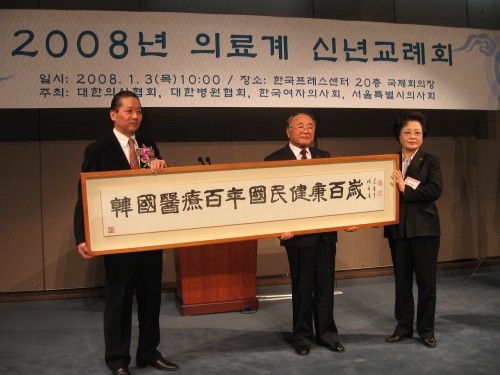 2008년 의료계 신년교례회
일시: 2008. 1. 3(목) 10:00 / 장소: 한국프레스센터 20층 국제회의장
주최: 대한의사협회, 대한병원협회, 한국여자의사회, 서울특별시의사회
韓國醫療百年國民健康百歲